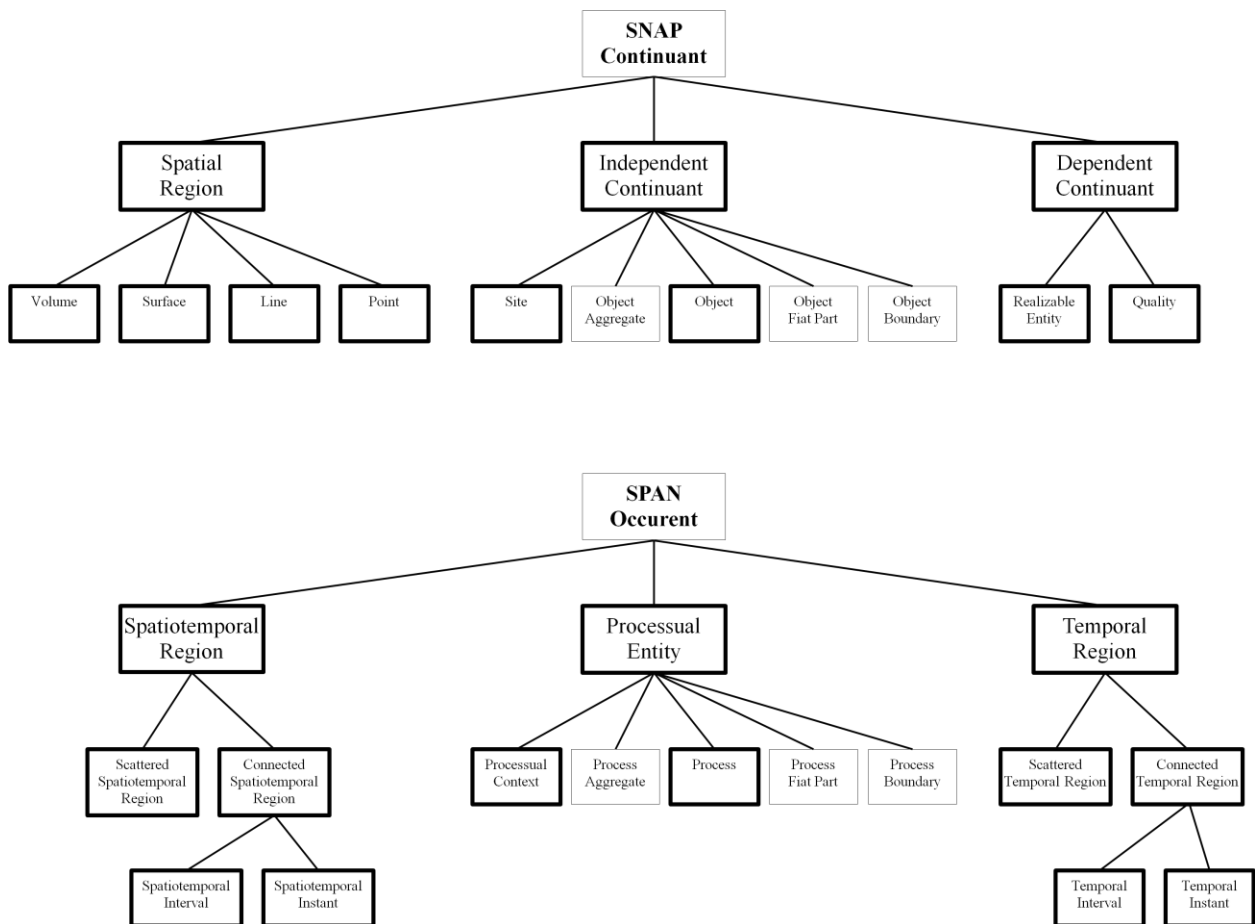 SNAP
Continuant
Spatial
Region
Independent
Continuant
Dependent
Continuant
Volume
Surface
Line
Point
Site
Object
Aggregate
Object
Object
Fiat Part
Object
Boundary
Realizable
Entity
Quality
SPAN
Occurent
Spatiotemporal
Region
Processual
Entity
Temporal
Region
Scattered
Spatiotemporal
Region
Connected
Spatiotemporal
Region
Processual
Context
Process
Aggregate
Process
Process
Fiat Part
Process
Boundary
Scattered
Temporal Region
Connected
Temporal Region
Spatiotemporal
Interval
Spatiotemporal
Instant
Temporal
Interval
Temporal
Instant